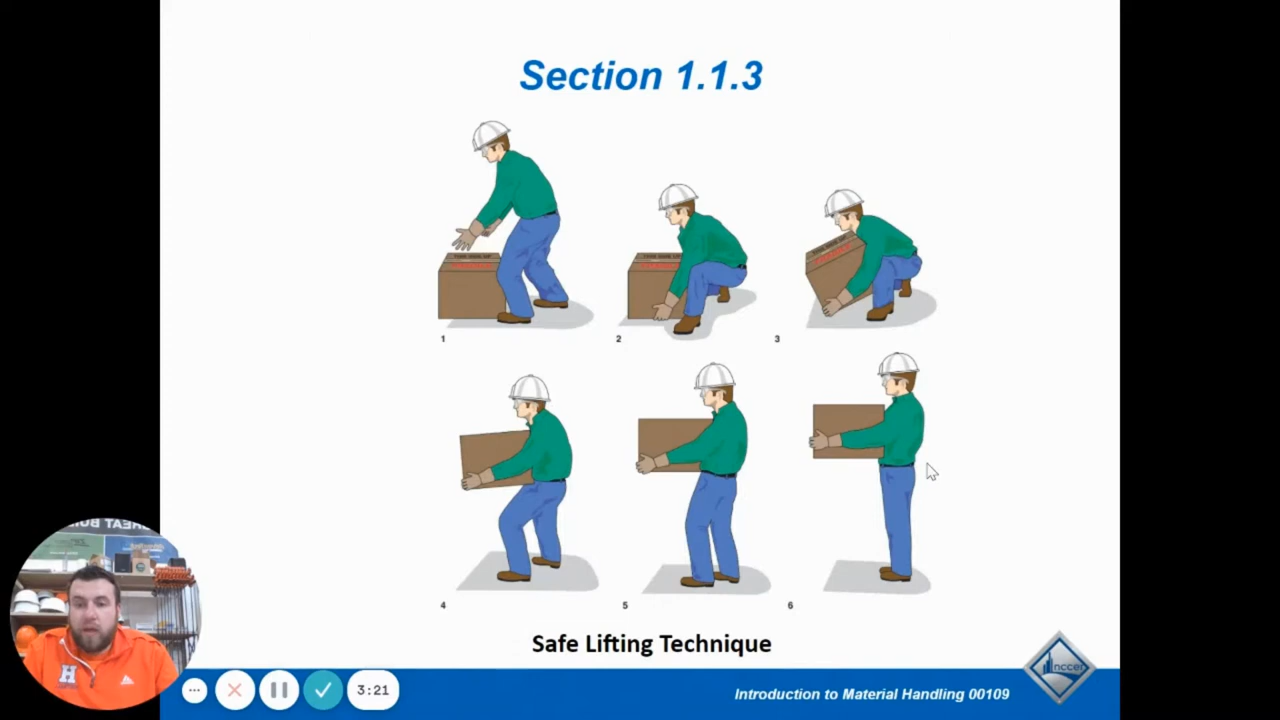 Section 1.1.3
1
2
3
4
5
6
Safe Lifting Technique
3:21
Introduction to Material Handling 00109
nccer
H